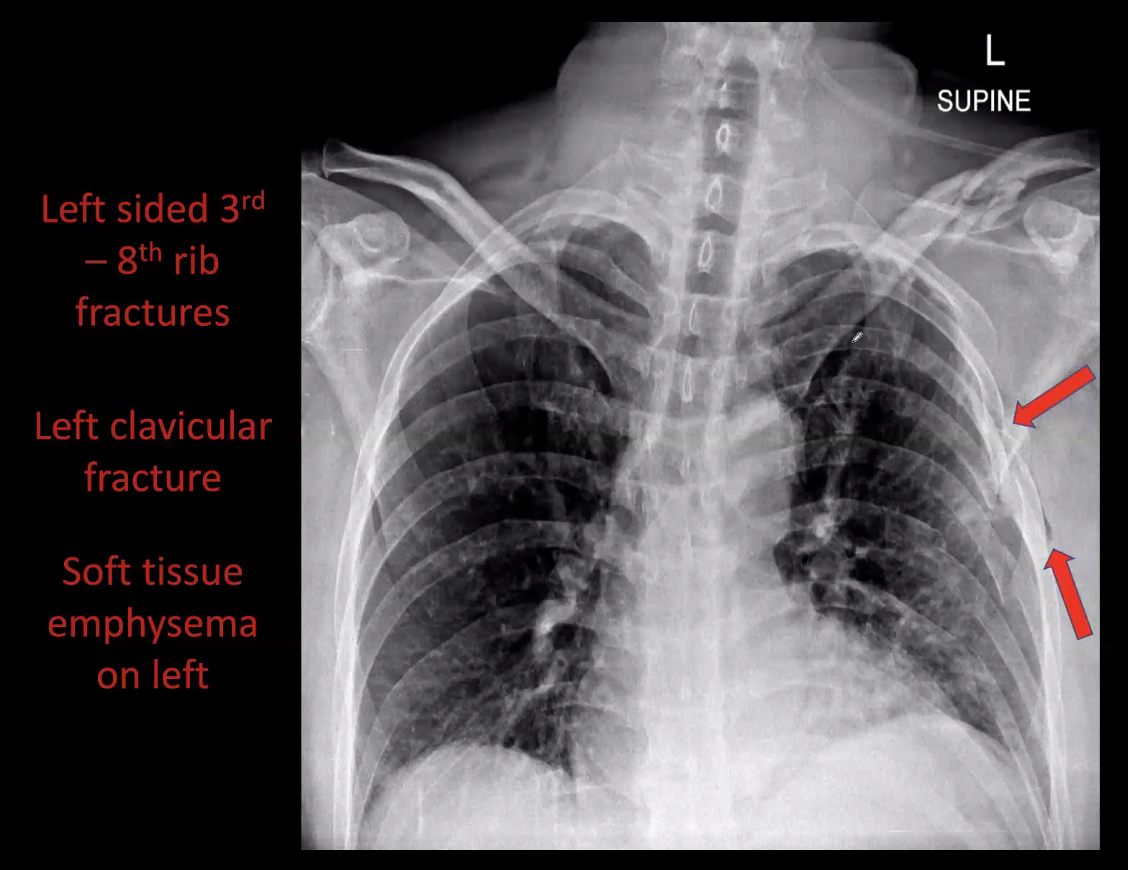 L
SUPINE
Left sided 3rd
– 8th rib
fractures
Left clavicular
fracture
Soft tissue
emphysema
on left